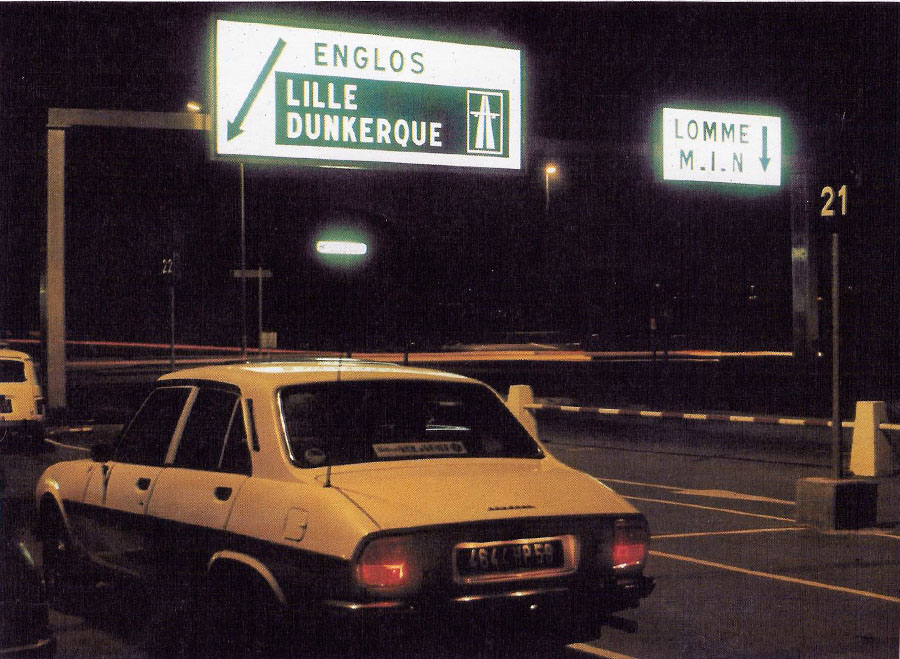 ENGLOS
LILLE
DUNKERQUE
LOMME
M.I.N
21
22